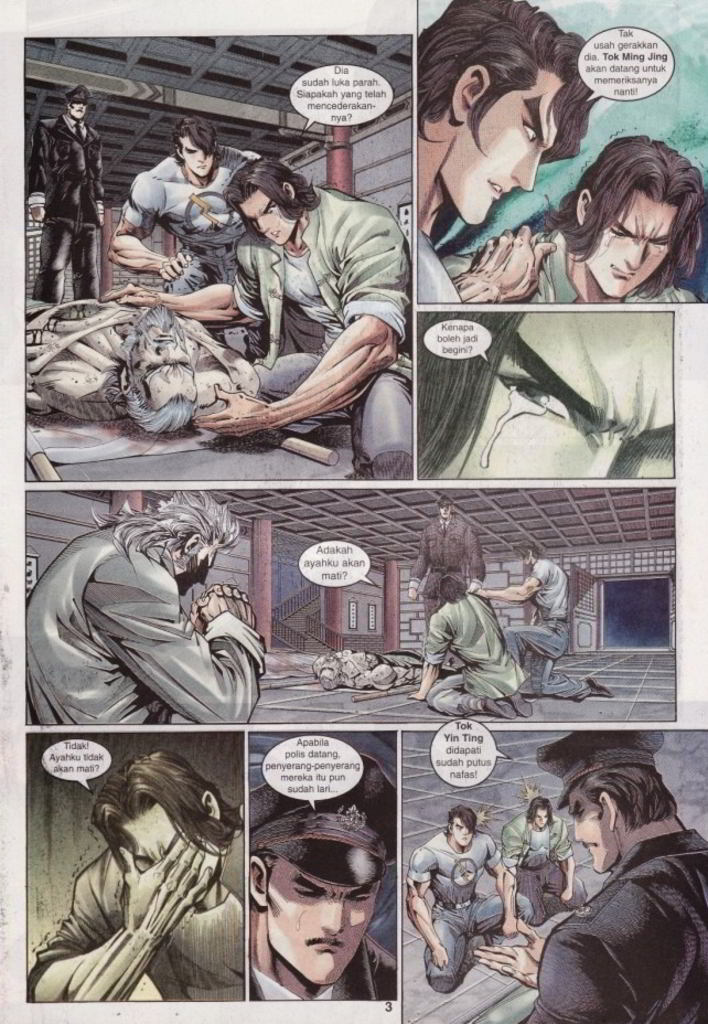 Dia
sudah luka parah.
Siapakah yang telah
mencederakan-
nya?
Tak
usah gerakkan
dia. Tok Ming Jing
akan datang untuk
memeriksanya
nanti!
Kenapa
boleh jadi
begini?
Adakah
ayahku akan
mati?
Tidak!
Ayahku tidak
akan mati?
Apabila
polis datang,
penyerang-penyerang
mereka itu pun
sudah lari...
Tok
Yin Ting
didapati
sudah putus
nafas!
3